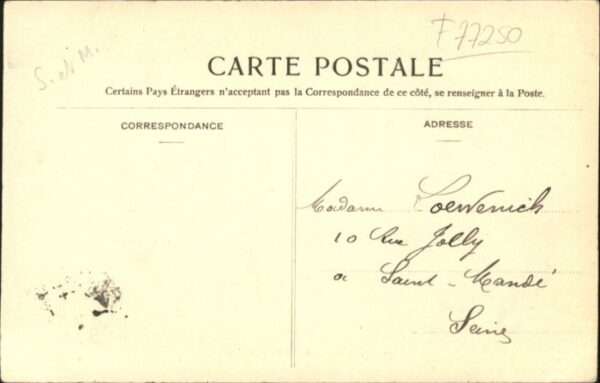 F77250
S. et M.
CARTE POSTALE
Certains Pays Étrangers n'acceptant pas la Correspondance de ce côté, se renseigner à la Poste.
CORRESPONDANCE
ADRESSE
Madame Loewenick
10 Rue Jolly
a Saint-Mandé
Seine